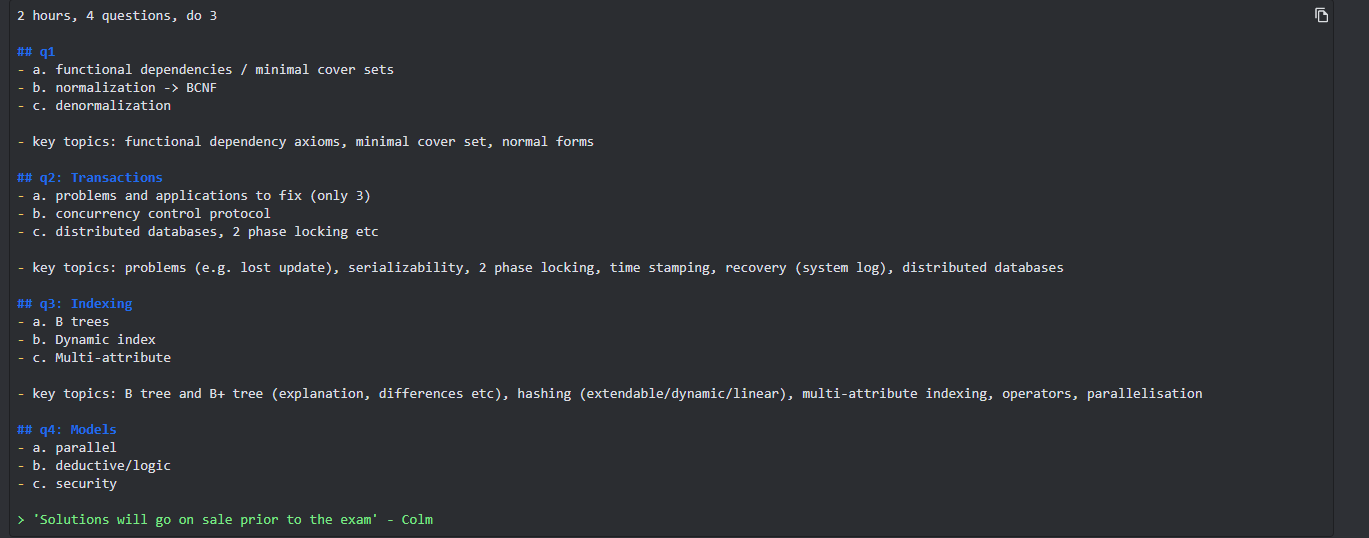 2 hours, 4 questions, do 3
## q1
- a. functional dependencies / minimal cover sets
- b. normalization -> BCNF
- c. denormalization
- key topics: functional dependency axioms, minimal cover set, normal forms
## q2: Transactions
- a. problems and applications to fix (only 3)
- b. concurrency control protocol
- c. distributed databases, 2 phase locking etc
- key topics: problems (e.g. lost update), serializability, 2 phase locking, time stamping, recovery (system log), distributed databases
## q3: Indexing
- a. B trees
- b. Dynamic index
- c. Multi-attribute
- key topics: B tree and B+ tree (explanation, differences etc), hashing (extendable/dynamic/linear), multi-attribute indexing, operators, parallelisation
## q4: Models
- a. parallel
- b. deductive/logic
- c. security
> 'Solutions will go on sale prior to the exam' - Colm